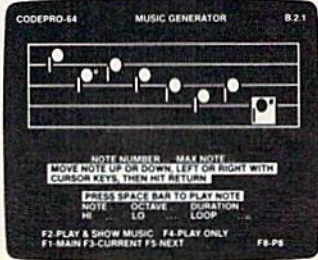 CODEPRO-64 MUSIC GENERATOR B.2.1
NOTE NUMBER MAX NOTE
MOVE NOTE UP OR DOWN, LEFT OR RIGHT WITH
CURSOR KEYS, THEN HIT RETURN
PRESS SPACE BAR TO PLAY NOTE
NOTE OCTAVE DURATION
HI LO LOOP
F2-PLAY & SHOW MUSIC F4-PLAY ONLY
F1-MAIN F3-CURRENT F5-NEXT F8-P8